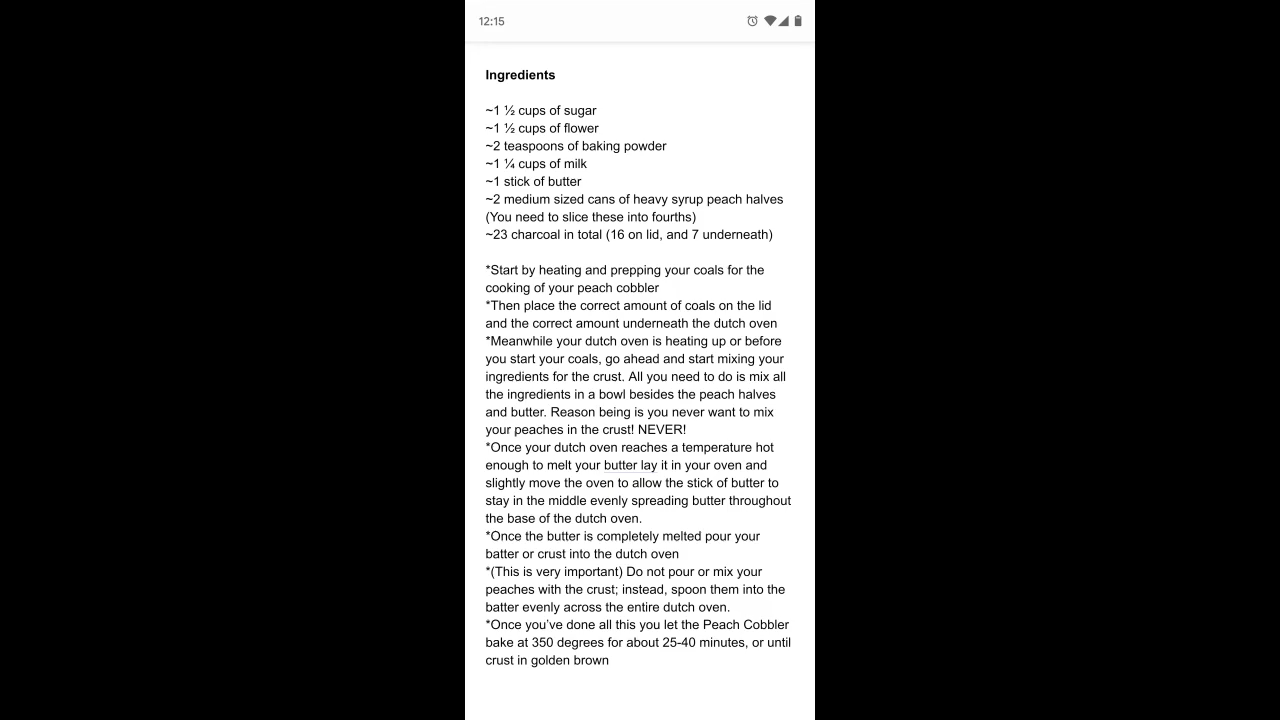 12:15
Ingredients
~1 ½ cups of sugar
~1 ½ cups of flower
~2 teaspoons of baking powder
~1 ¼ cups of milk
~1 stick of butter
~2 medium sized cans of heavy syrup peach halves
(You need to slice these into fourths)
~23 charcoal in total (16 on lid, and 7 underneath)
*Start by heating and prepping your coals for the
cooking of your peach cobbler
*Then place the correct amount of coals on the lid
and the correct amount underneath the dutch oven
*Meanwhile your dutch oven is heating up or before
you start your coals, go ahead and start mixing your
ingredients for the crust. All you need to do is mix all
the ingredients in a bowl besides the peach halves
and butter. Reason being is you never want to mix
your peaches in the crust! NEVER!
*Once your dutch oven reaches a temperature hot
enough to melt your butter lay it in your oven and
slightly move the oven to allow the stick of butter to
stay in the middle evenly spreading butter throughout
the base of the dutch oven.
*Once the butter is completely melted pour your
batter or crust into the dutch oven
*(This is very important) Do not pour or mix your
peaches with the crust; instead, spoon them into the
batter evenly across the entire dutch oven.
*Once you’ve done all this you let the Peach Cobbler
bake at 350 degrees for about 25-40 minutes, or until
crust in golden brown